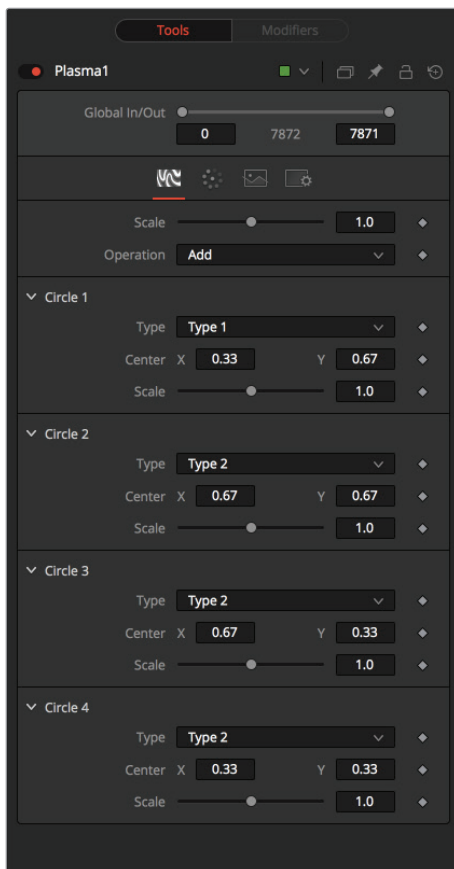 Tools Modifiers
Plasma1
Global In/Out
0 7872 7871
Scale 1.0
Operation Add
Circle 1
Type Type 1
Center X 0.33 Y 0.67
Scale 1.0
Circle 2
Type Type 2
Center X 0.67 Y 0.67
Scale 1.0
Circle 3
Type Type 2
Center X 0.67 Y 0.33
Scale 1.0
Circle 4
Type Type 2
Center X 0.33 Y 0.33
Scale 1.0